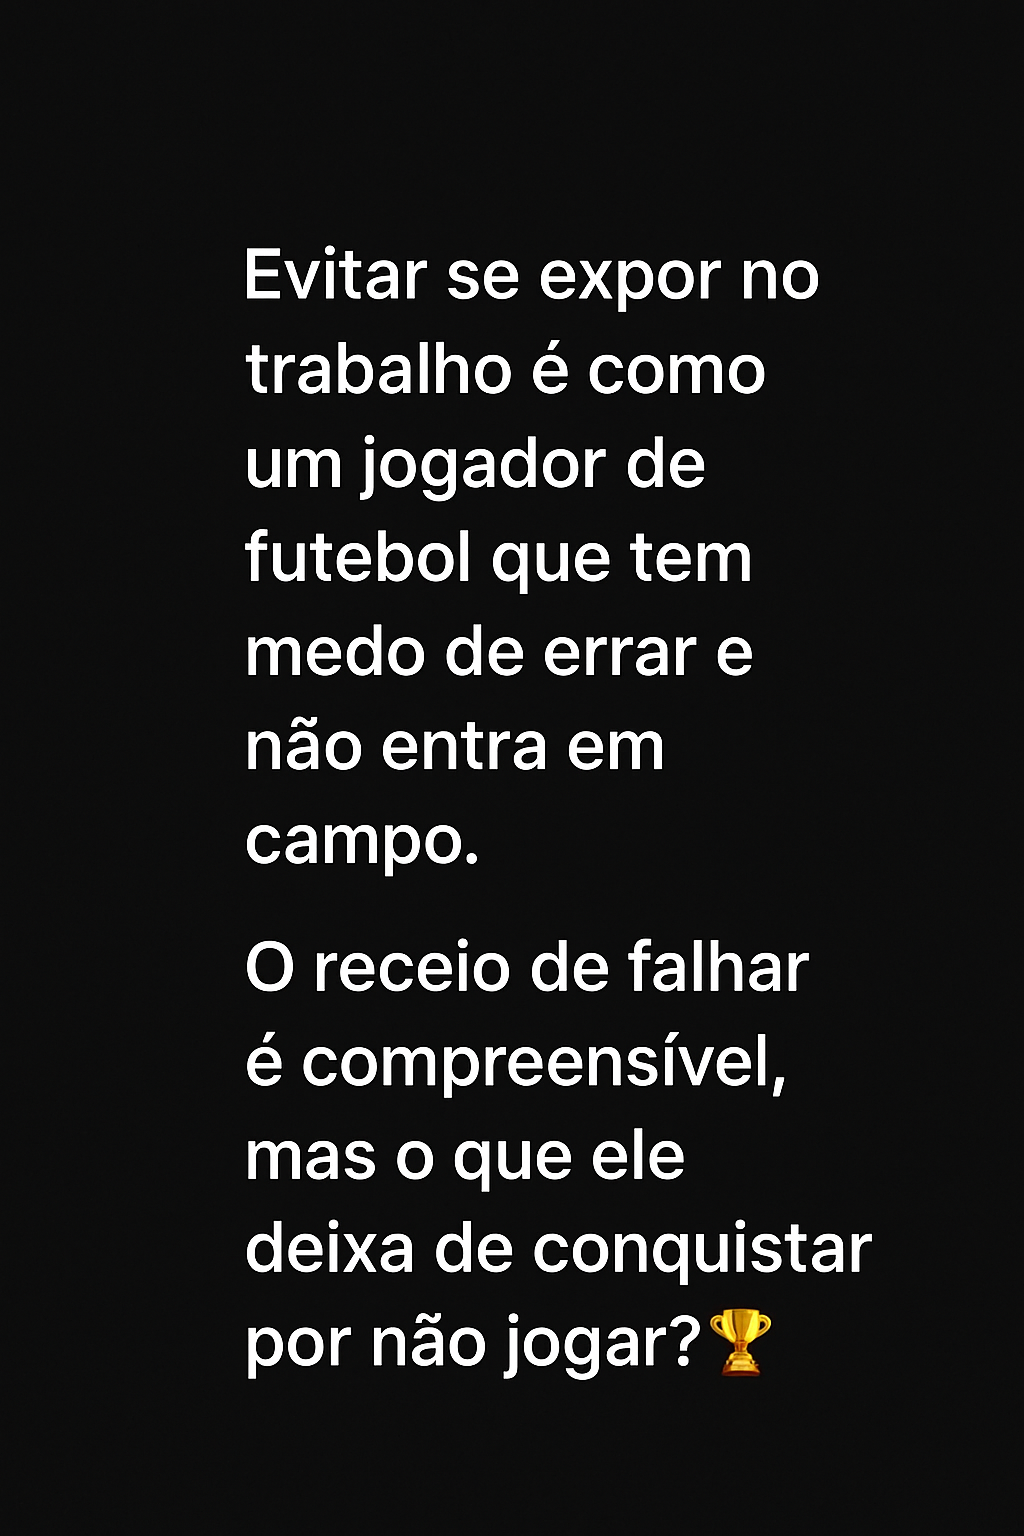 Evitar se expor no
trabalho é como
um jogador de
futebol que tem
medo de errar e
não entra em
campo.
O receio de falhar
é compreensível,
mas o que ele
deixa de conquistar
por não jogar?🏆